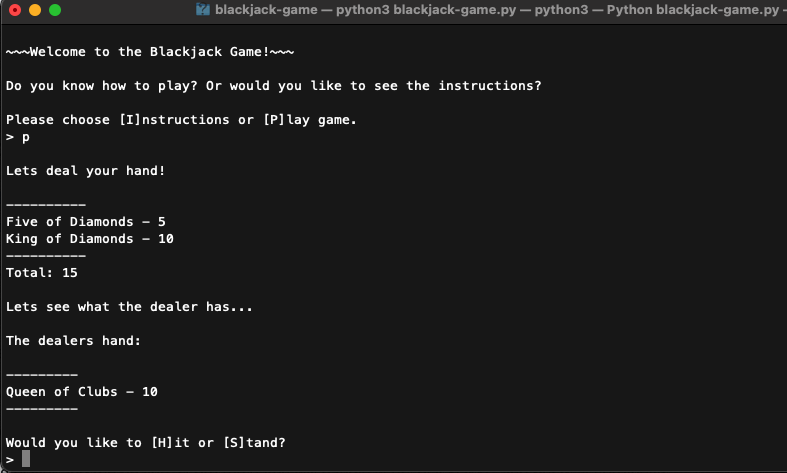 blackjack-game — python3 blackjack-game.py — python3 — Python blackjack-game.py -
~~~Welcome to the Blackjack Game!~~~
Do you know how to play? Or would you like to see the instructions?
Please choose [I]nstructions or [P]lay game.
> p
Lets deal your hand!
----------
Five of Diamonds - 5
King of Diamonds - 10
----------
Total: 15
Lets see what the dealer has...
The dealers hand:
---------
Queen of Clubs - 10
---------
Would you like to [H]it or [S]tand?
>